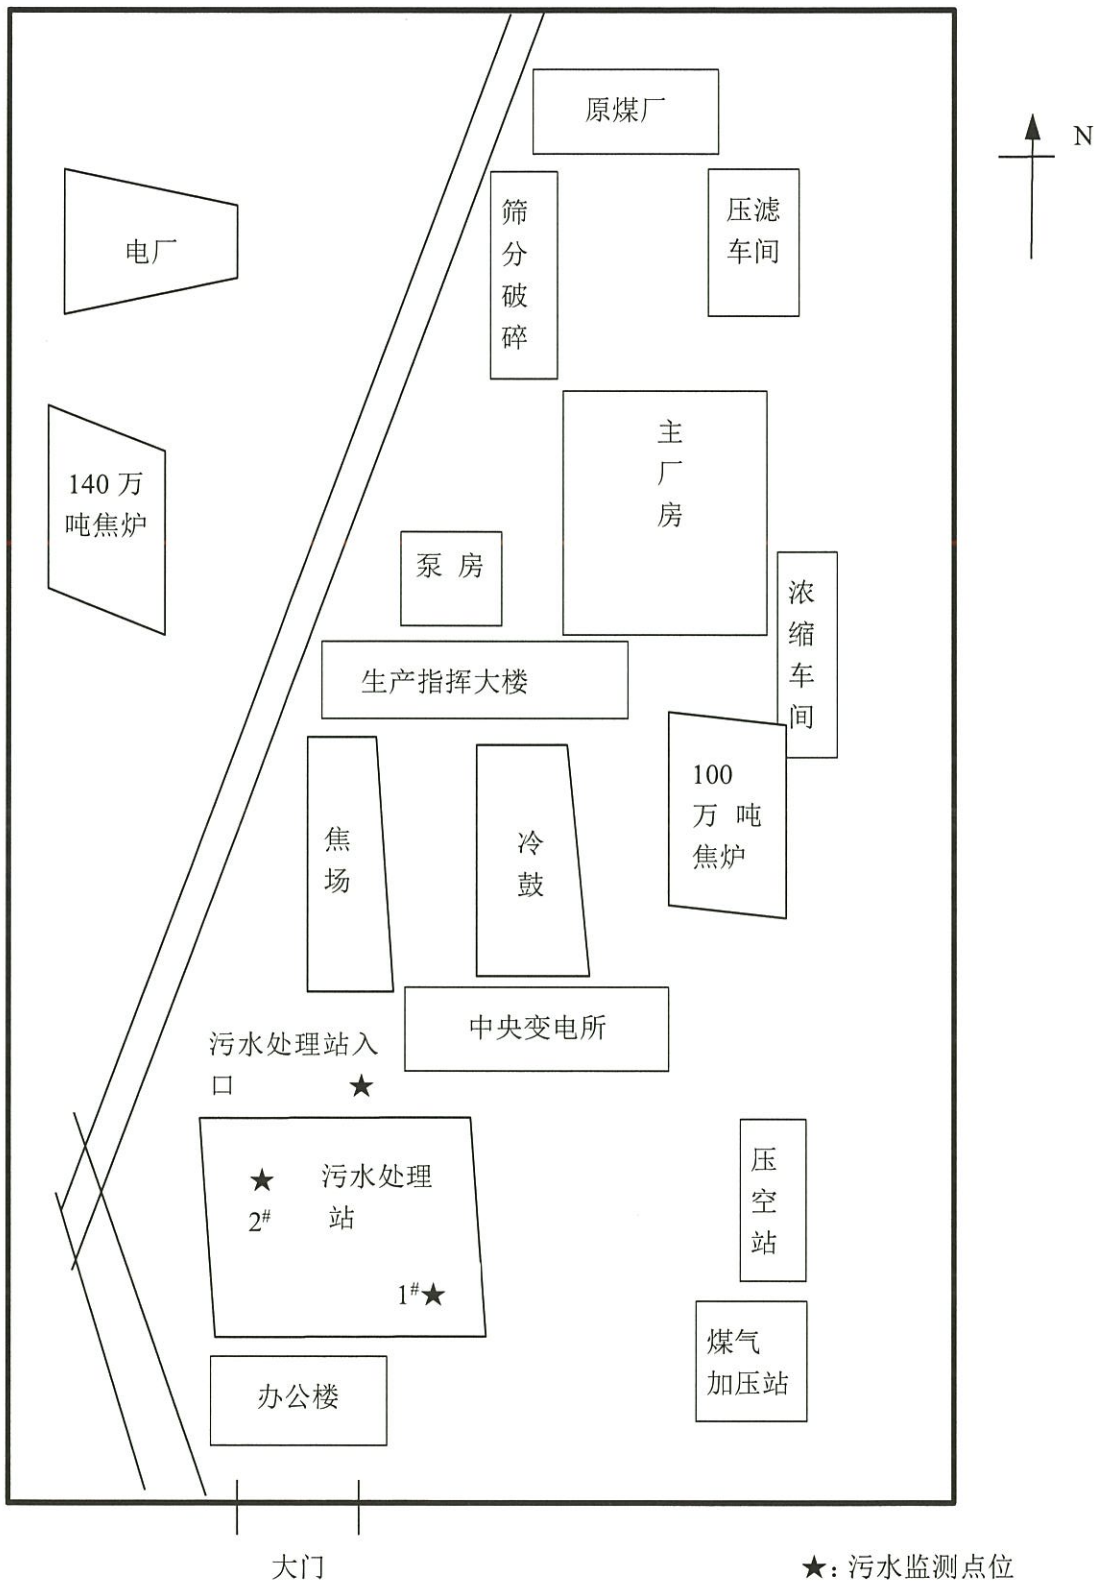 原煤厂
N
筛
分
破
碎
压滤
车间
电厂
主
厂
房
140 万
吨焦炉
泵 房
浓
缩
车
间
生产指挥大楼
100
万 吨
焦炉
焦
场
冷
鼓
中央变电所
污水处理站入
口 ★
★ 污水处理
2# 站
1#★
压
空
站
煤气
加压站
办公楼
大门
★: 污水监测点位